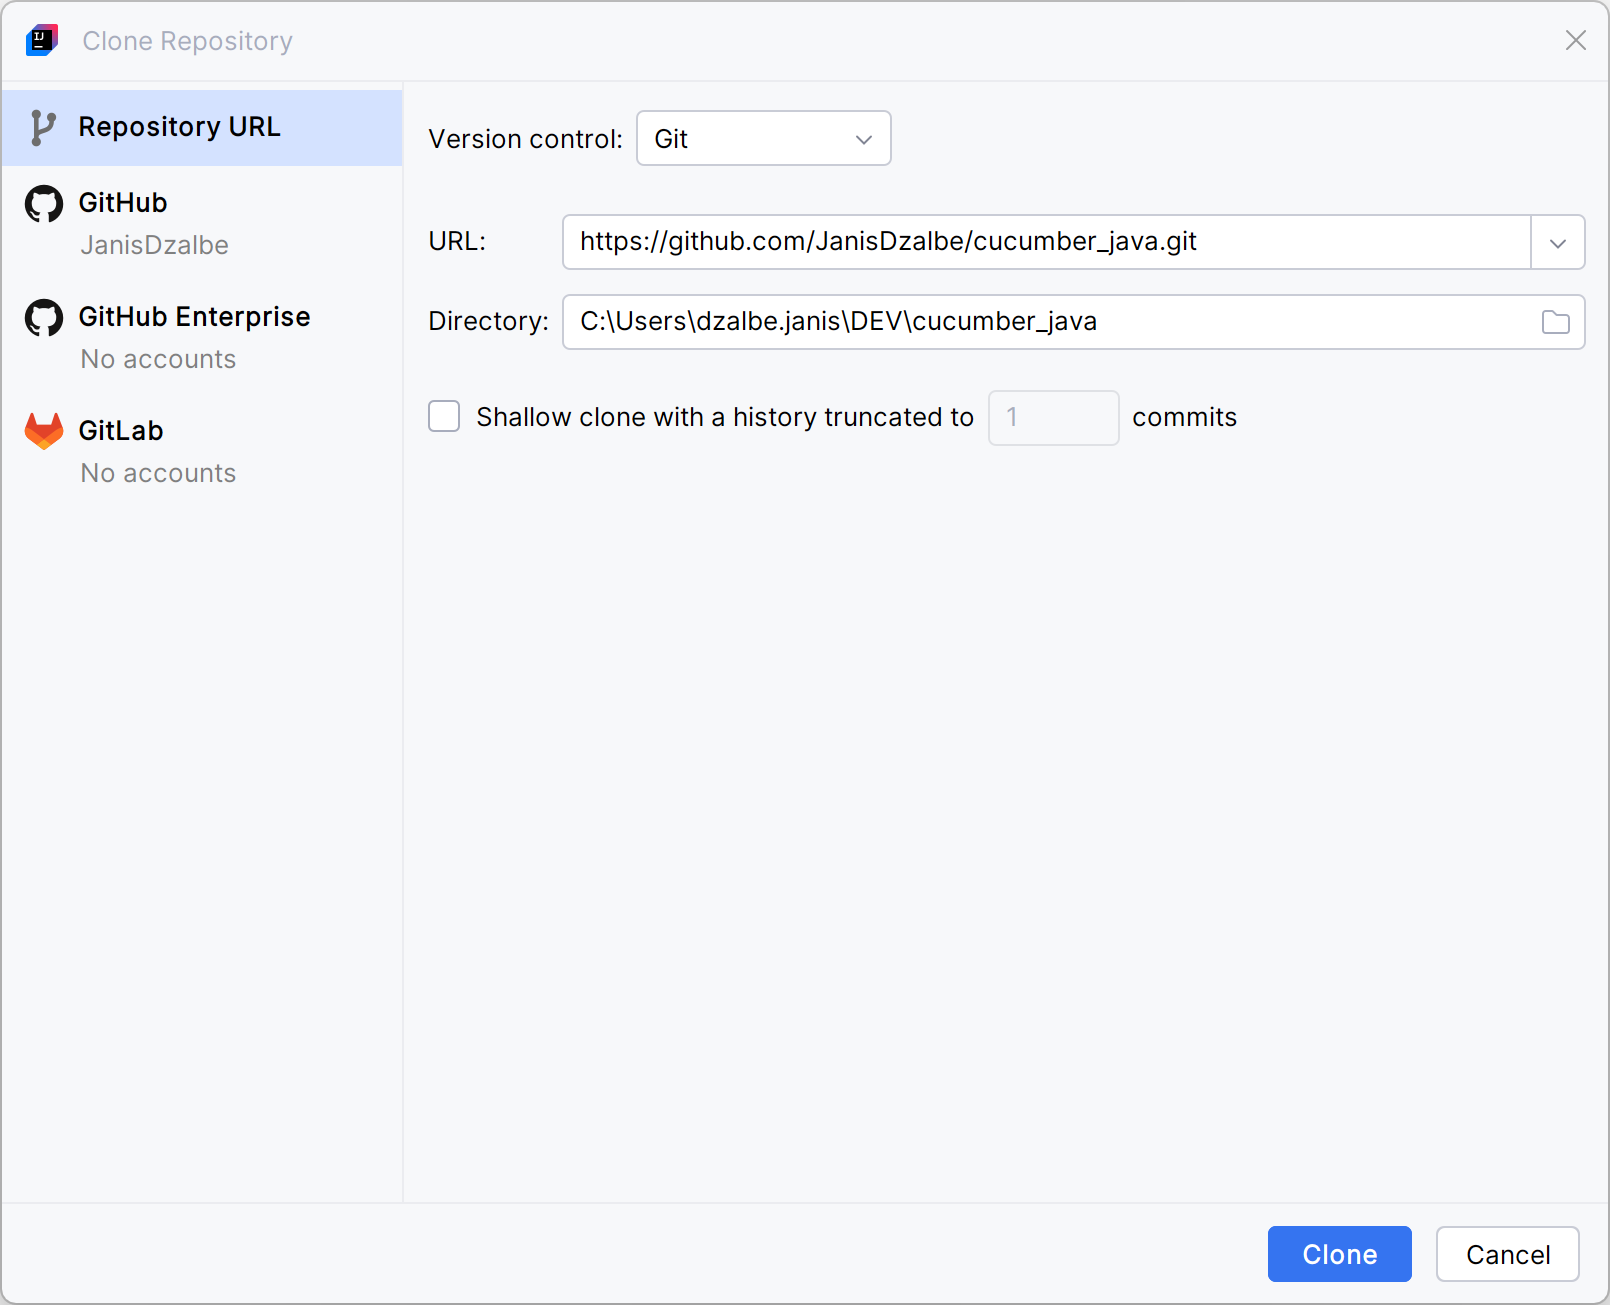 IJ
Clone Repository
Repository URL
GitHub
JanisDzalbe
GitHub Enterprise
No accounts
GitLab
No accounts
Version control: Git
URL: https://github.com/JanisDzalbe/cucumber_java.git
Directory: C:\Users\dzalbe.janis\DEV\cucumber_java
Shallow clone with a history truncated to 1 commits
Clone Cancel